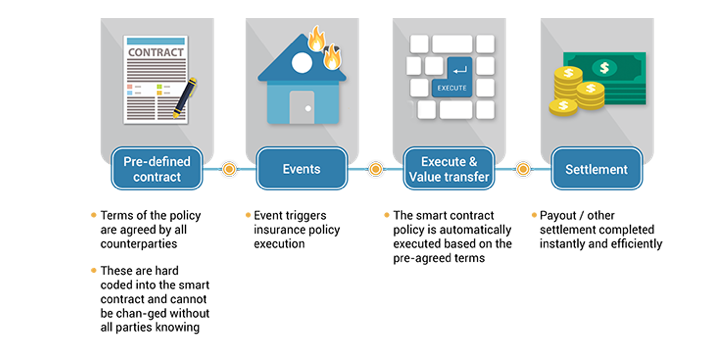 CONTRACT
EXECUTE
$
$
$
$
Pre-defined
contract
Events
Execute &
Value transfer
Settlement
• Terms of the policy
are agreed by all
counterparties
• These are hard
coded into the smart
contract and cannot
be chan-ged without
all parties knowing
• Event triggers
insurance policy
execution
• The smart contract
policy is automatically
executed based on the
pre-agreed terms
• Payout / other
settlement completed
instantly and efficiently